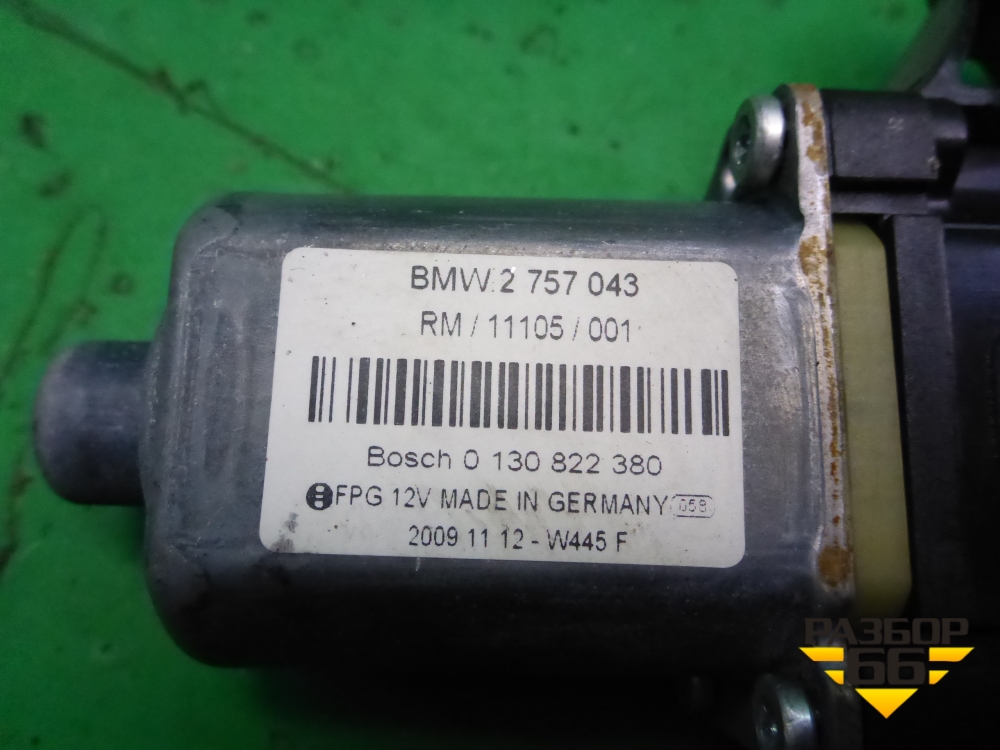 BMW 2 757 043
RM / 11105 / 001
Bosch 0 130 822 380
FPG 12V MADE IN GERMANY 058
2009 11 12 - W445 F
РАЗБОР
66